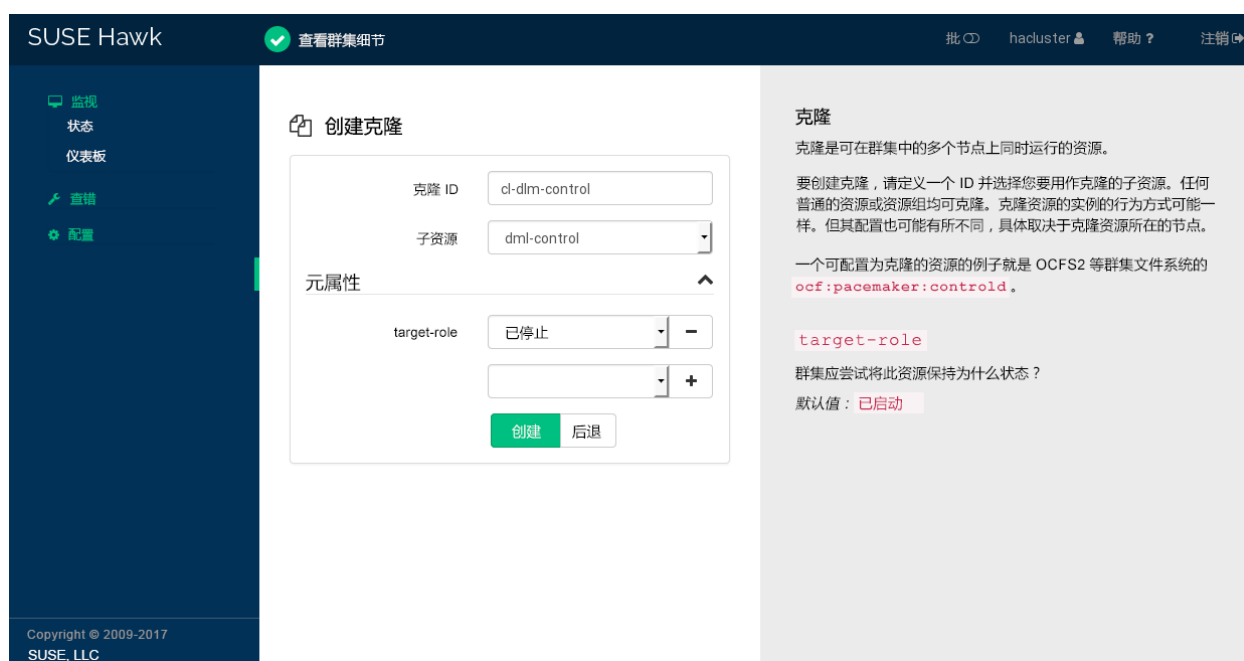 SUSE Hawk
查看群集细节
批
hacluster
帮助 ?
注销
监视
状态
仪表板
查错
配置
创建克隆
克隆 ID
cl-dlm-control
子资源
dml-control
元属性
target-role
已停止
创建
后退
克隆
克隆是可在群集中的多个节点上同时运行的资源。
要创建克隆，请定义一个 ID 并选择您要用作克隆的子资源。任何
普通的资源或资源组均可克隆。克隆资源的实例的行为方式可能一
样。但其配置也可能有所不同，具体取决于克隆资源所在的节点。
一个可配置为克隆的资源的例子就是 OCFS2 等群集文件系统的
ocf:pacemaker:controld。
target-role
群集应尝试将此资源保持为什么状态？
默认值： 已启动
Copyright © 2009-2017
SUSE, LLC